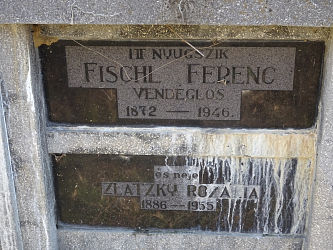 ITT NYUGSZIK
FISCHL FERENC
VENDÉGLŐS
1872 — 1946.
és neje
ZLATZKY ROZÁLIA
1886 — 1955